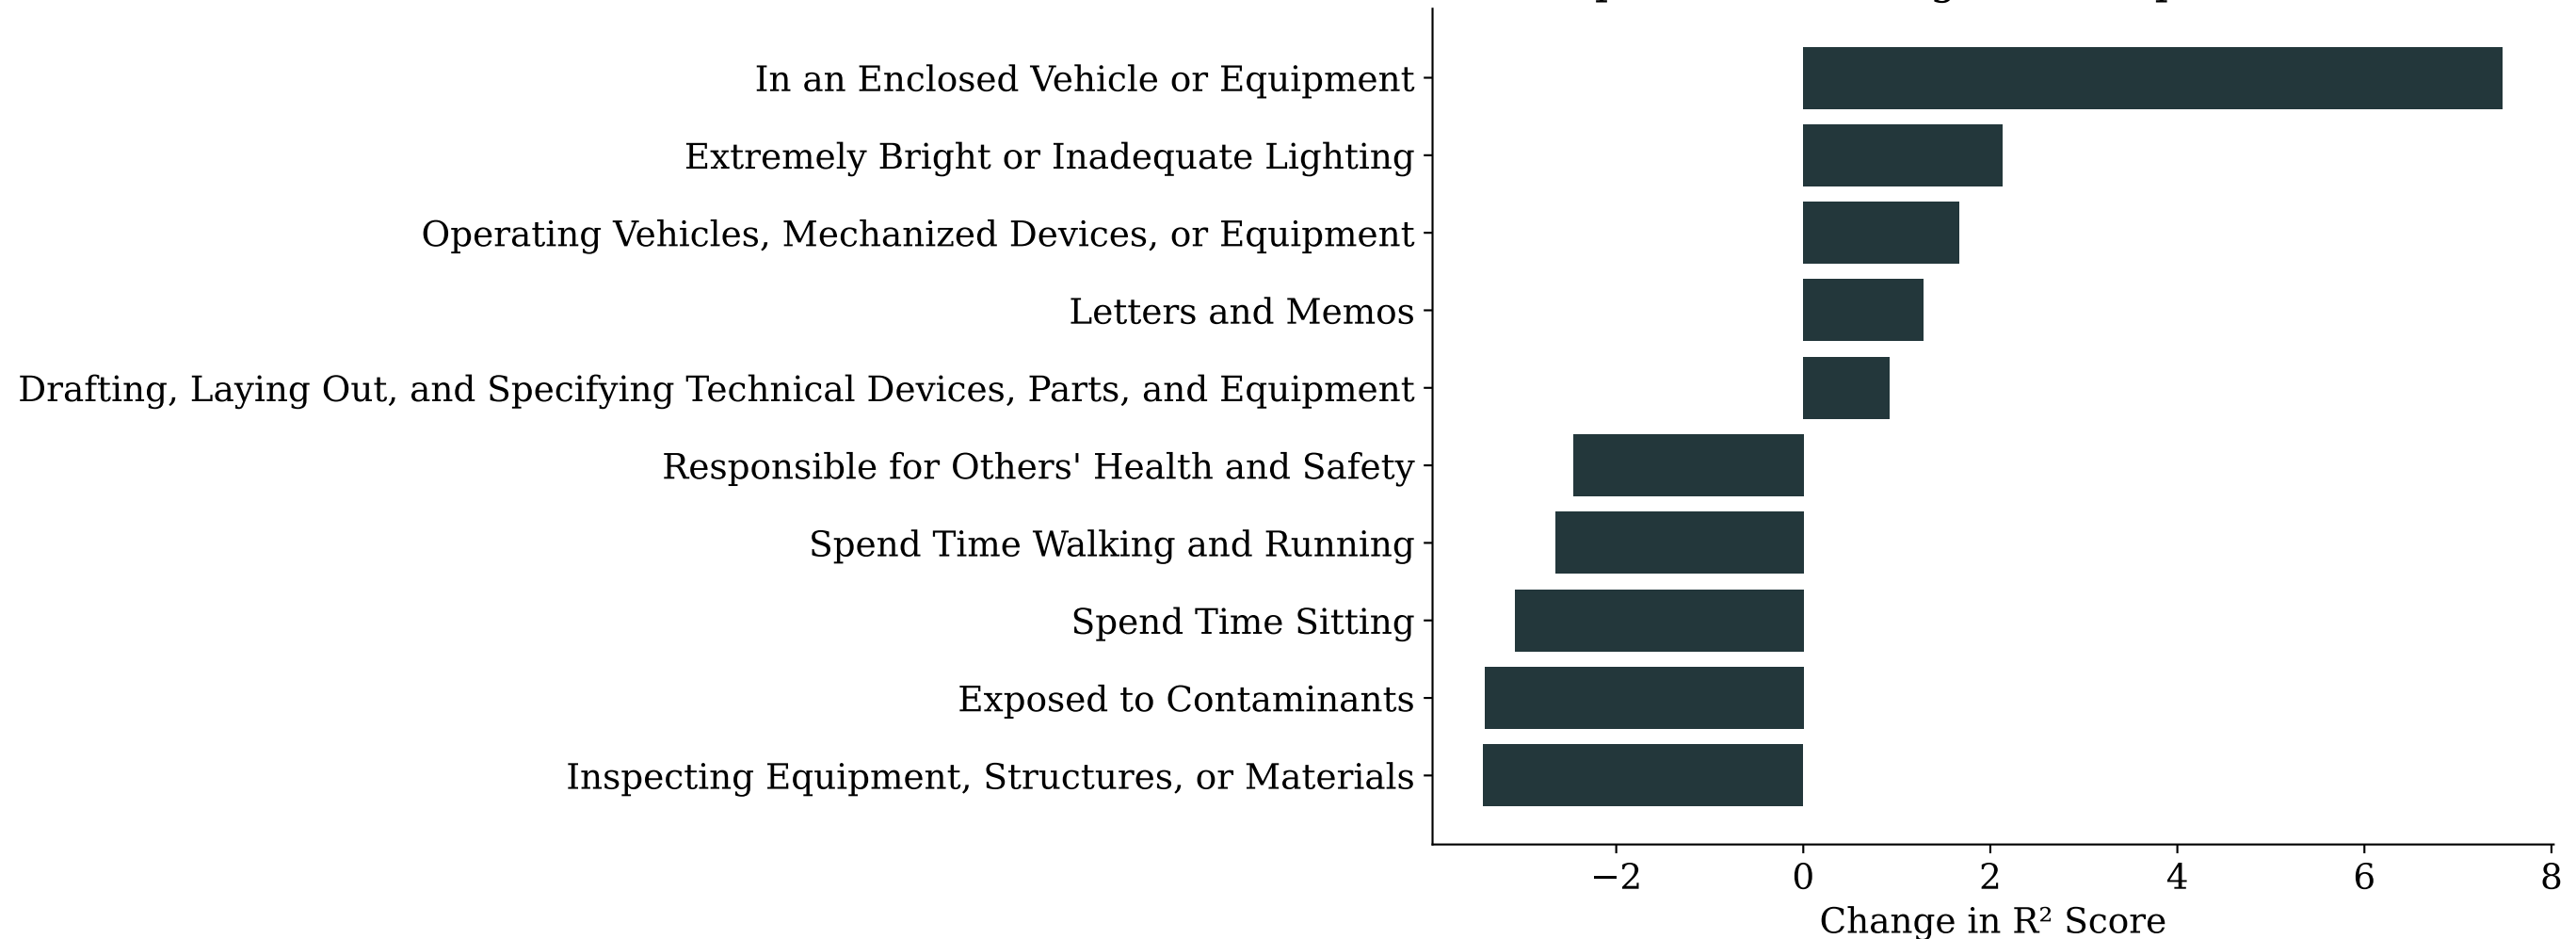 In an Enclosed Vehicle or Equipment
Extremely Bright or Inadequate Lighting
Operating Vehicles, Mechanized Devices, or Equipment
Letters and Memos
Drafting, Laying Out, and Specifying Technical Devices, Parts, and Equipment
Responsible for Others' Health and Safety
Spend Time Walking and Running
Spend Time Sitting
Exposed to Contaminants
Inspecting Equipment, Structures, or Materials
−2 0 2 4 6 8
Change in R² Score